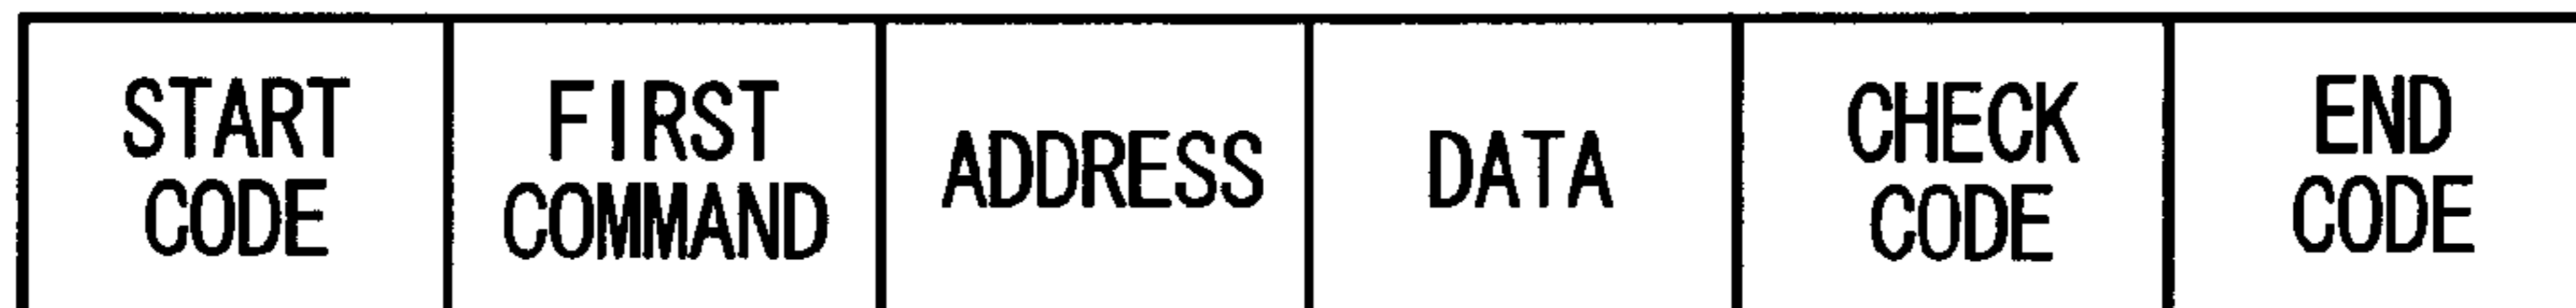 START
CODE
FIRST
COMMAND
ADDRESS
DATA
CHECK
CODE
END
CODE